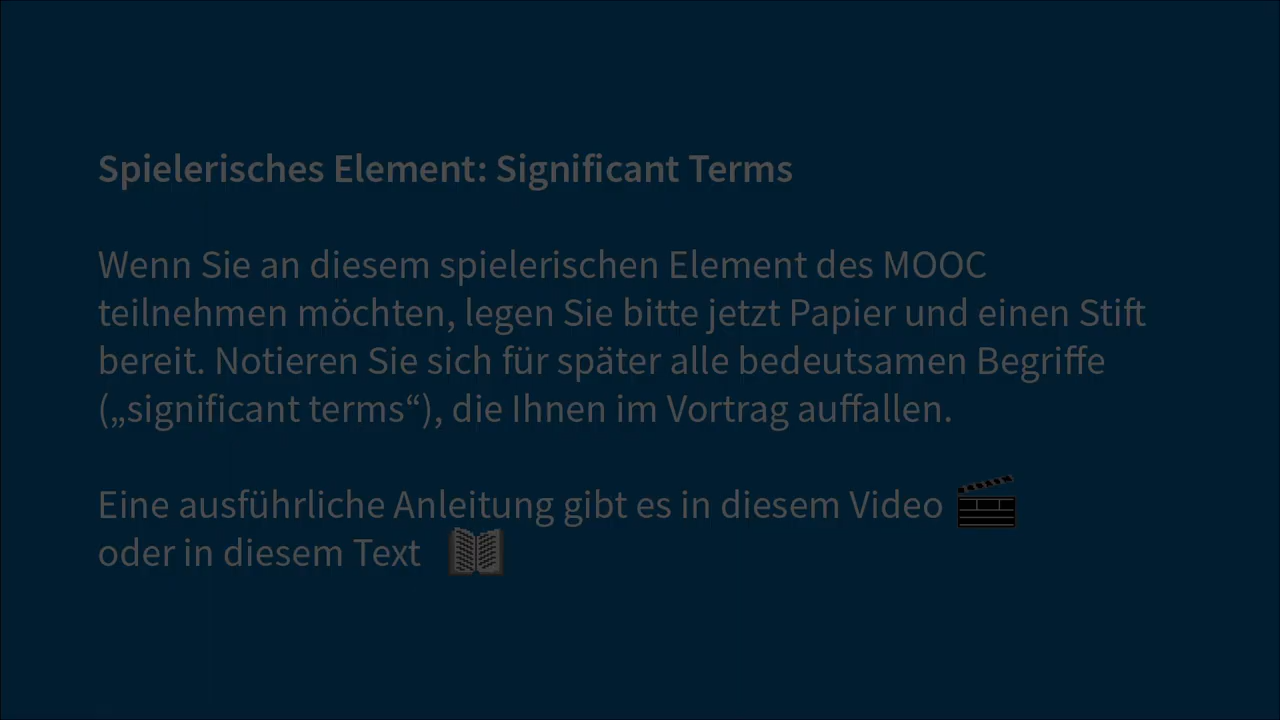 Spielerisches Element: Significant Terms
Wenn Sie an diesem spielerischen Element des MOOC
teilnehmen möchten, legen Sie bitte jetzt Papier und einen Stift
bereit. Notieren Sie sich für später alle bedeutsamen Begriffe
(„significant terms“), die Ihnen im Vortrag auffallen.
Eine ausführliche Anleitung gibt es in diesem Video
oder in diesem Text